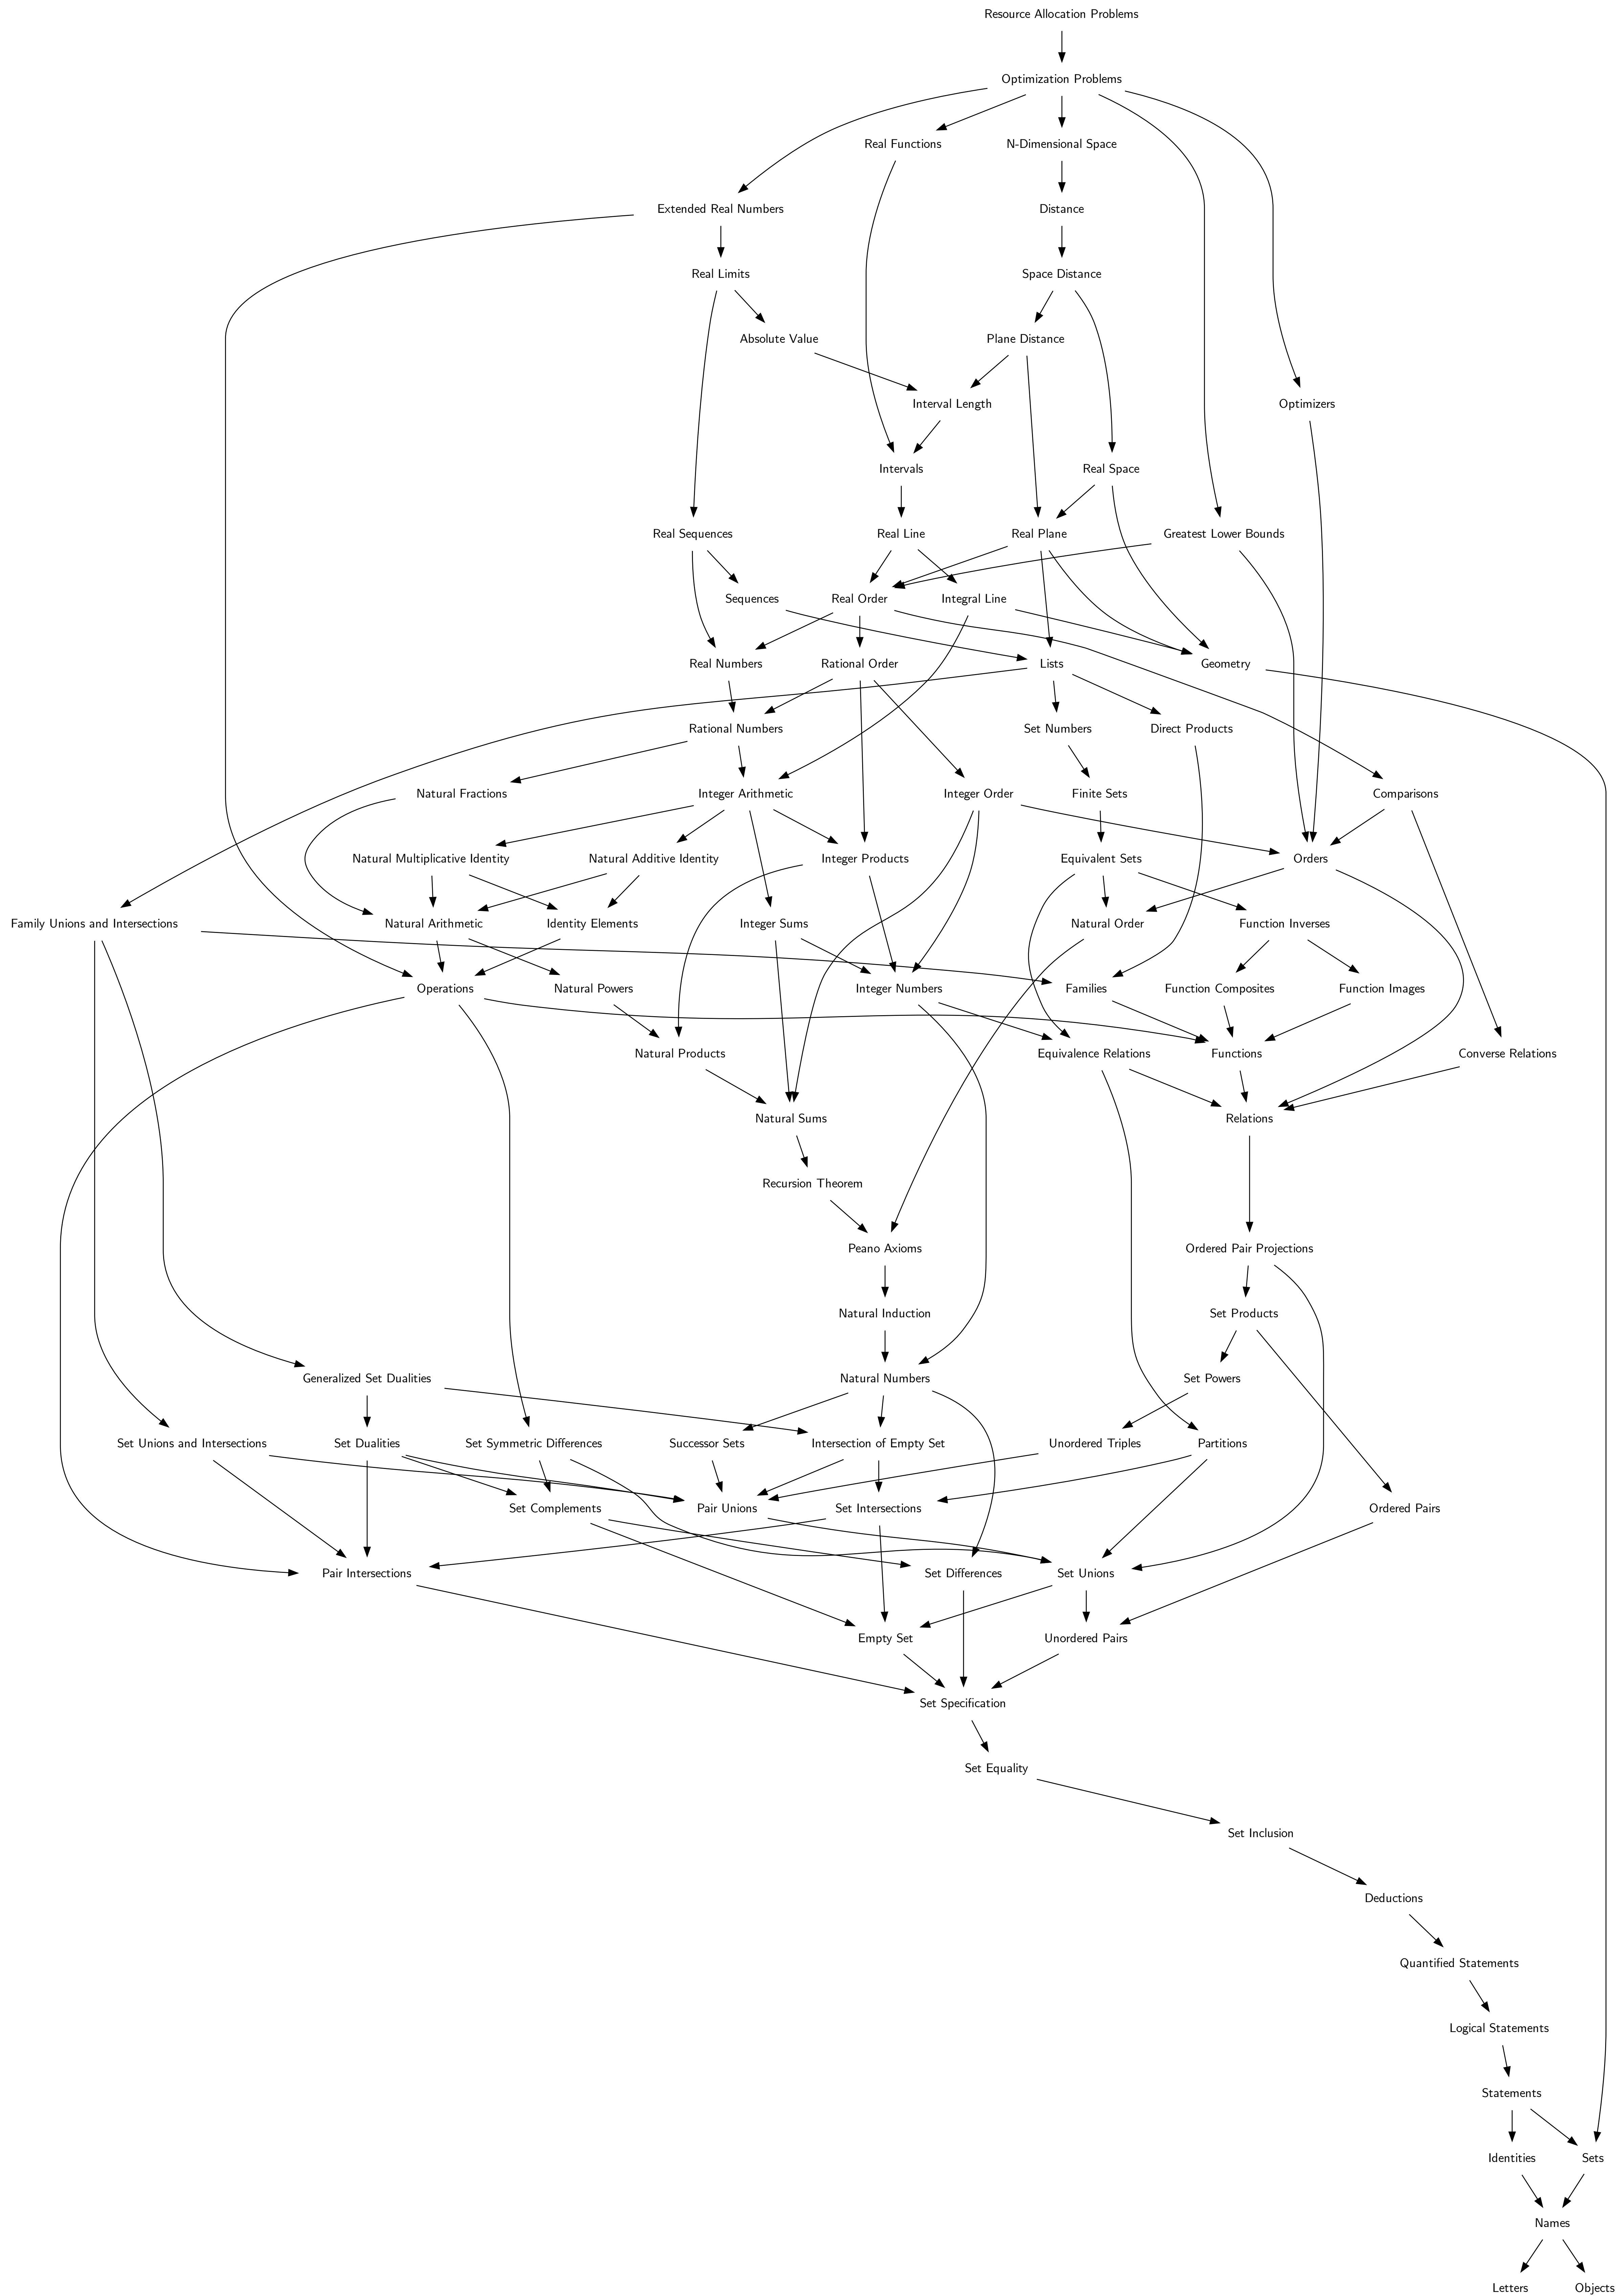 Resource Allocation Problems
Optimization Problems
Real Functions
N-Dimensional Space
Extended Real Numbers
Distance
Real Limits
Space Distance
Absolute Value
Plane Distance
Interval Length
Optimizers
Intervals
Real Space
Real Sequences
Real Line
Real Plane
Greatest Lower Bounds
Sequences
Real Order
Integral Line
Real Numbers
Rational Order
Lists
Geometry
Rational Numbers
Set Numbers
Direct Products
Natural Fractions
Integer Arithmetic
Integer Order
Finite Sets
Comparisons
Natural Multiplicative Identity
Natural Additive Identity
Integer Products
Equivalent Sets
Orders
Family Unions and Intersections
Natural Arithmetic
Identity Elements
Integer Sums
Natural Order
Function Inverses
Operations
Natural Powers
Integer Numbers
Families
Function Composites
Function Images
Natural Products
Equivalence Relations
Functions
Converse Relations
Natural Sums
Relations
Recursion Theorem
Peano Axioms
Ordered Pair Projections
Natural Induction
Set Products
Generalized Set Dualities
Natural Numbers
Set Powers
Set Unions and Intersections
Set Dualities
Set Symmetric Differences
Successor Sets
Intersection of Empty Set
Unordered Triples
Partitions
Set Complements
Pair Unions
Set Intersections
Ordered Pairs
Pair Intersections
Set Differences
Set Unions
Empty Set
Unordered Pairs
Set Specification
Set Equality
Set Inclusion
Deductions
Quantified Statements
Logical Statements
Statements
Identities
Sets
Names
Letters
Objects